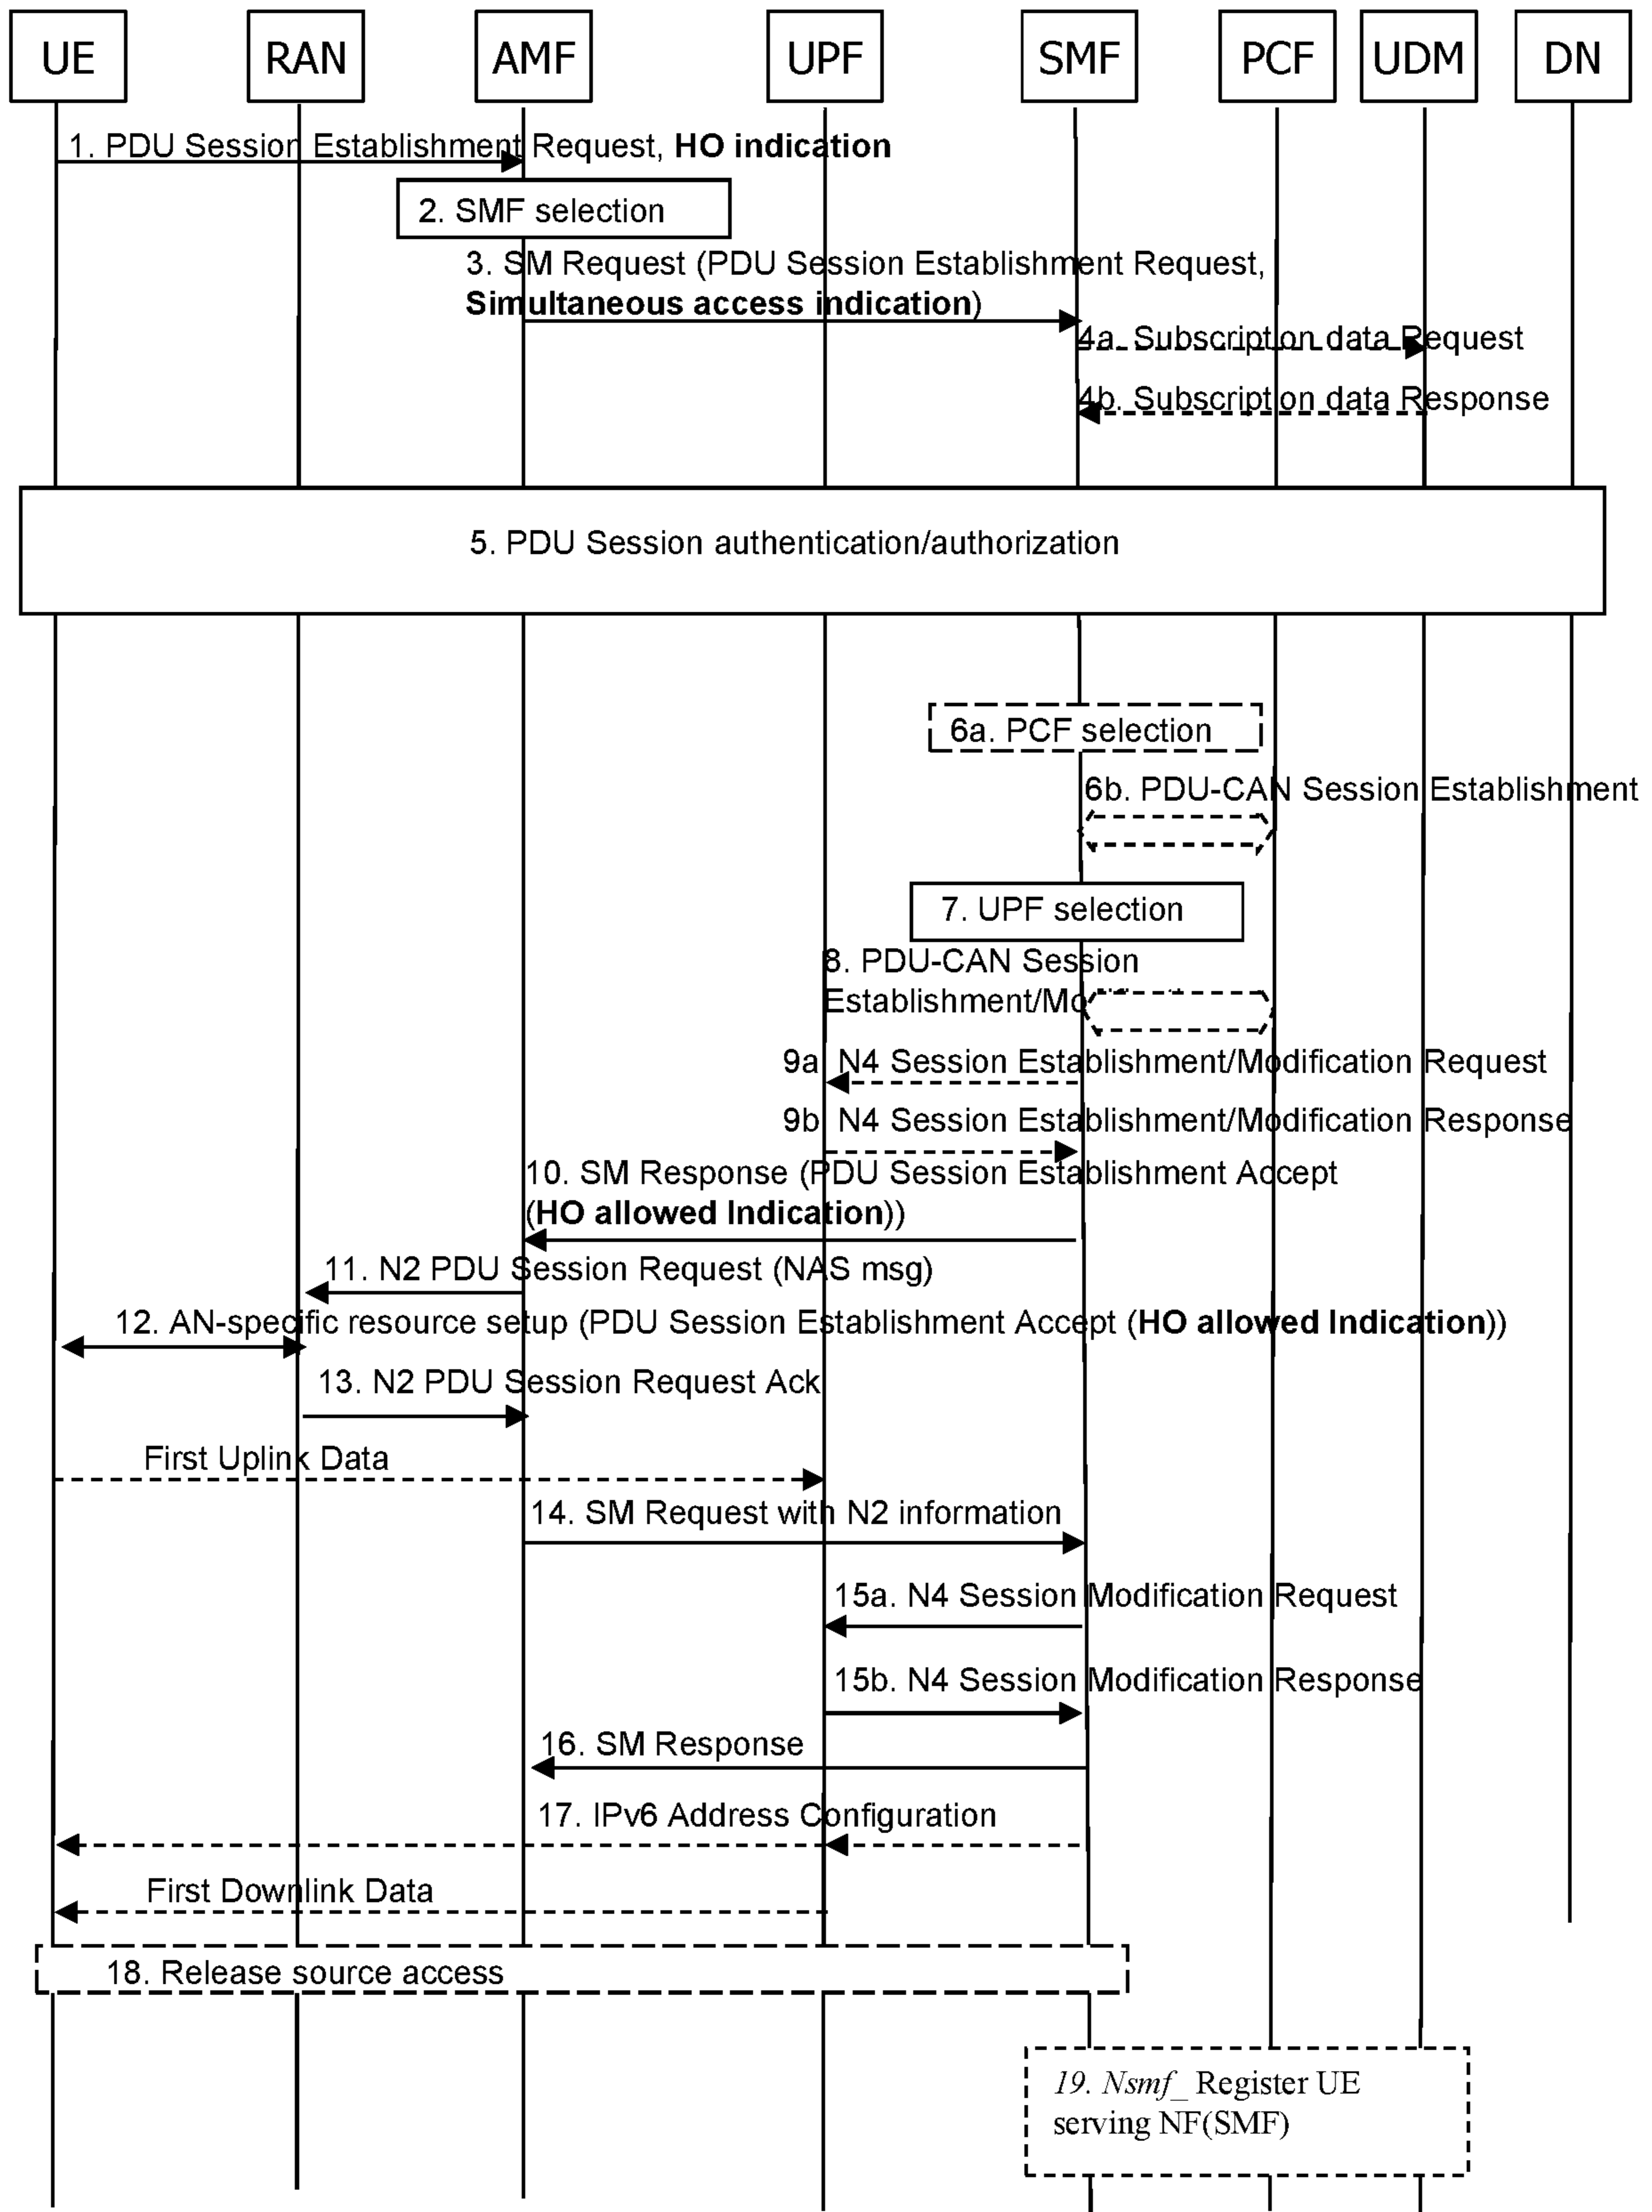 UE RAN AMF UPF SMF PCF UDM DN
1. PDU Session Establishment Request, HO indication
2. SMF selection
3. SM Request (PDU Session Establishment Request,
Simultaneous access indication)
4a. Subscription data Request
4b. Subscription data Response
5. PDU Session authentication/authorization
6a. PCF selection
6b. PDU-CAN Session Establishment
7. UPF selection
8. PDU-CAN Session
9a N4 Session Establishment/Modification Request
9b N4 Session Establishment/Modification Response
10. SM Response (PDU Session Establishment Accept
(HO allowed Indication))
11. N2 PDU Session Request (NAS msg)
12. AN-specific resource setup (PDU Session Establishment Accept (HO allowed Indication))
13. N2 PDU Session Request Ack
First Uplink Data
14. SM Request with N2 information
15a. N4 Session Modification Request
15b. N4 Session Modification Response
16. SM Response
17. IPv6 Address Configuration
First Downlink Data
18. Release source access
19. Nsmf_ Register UE
serving NF(SMF)